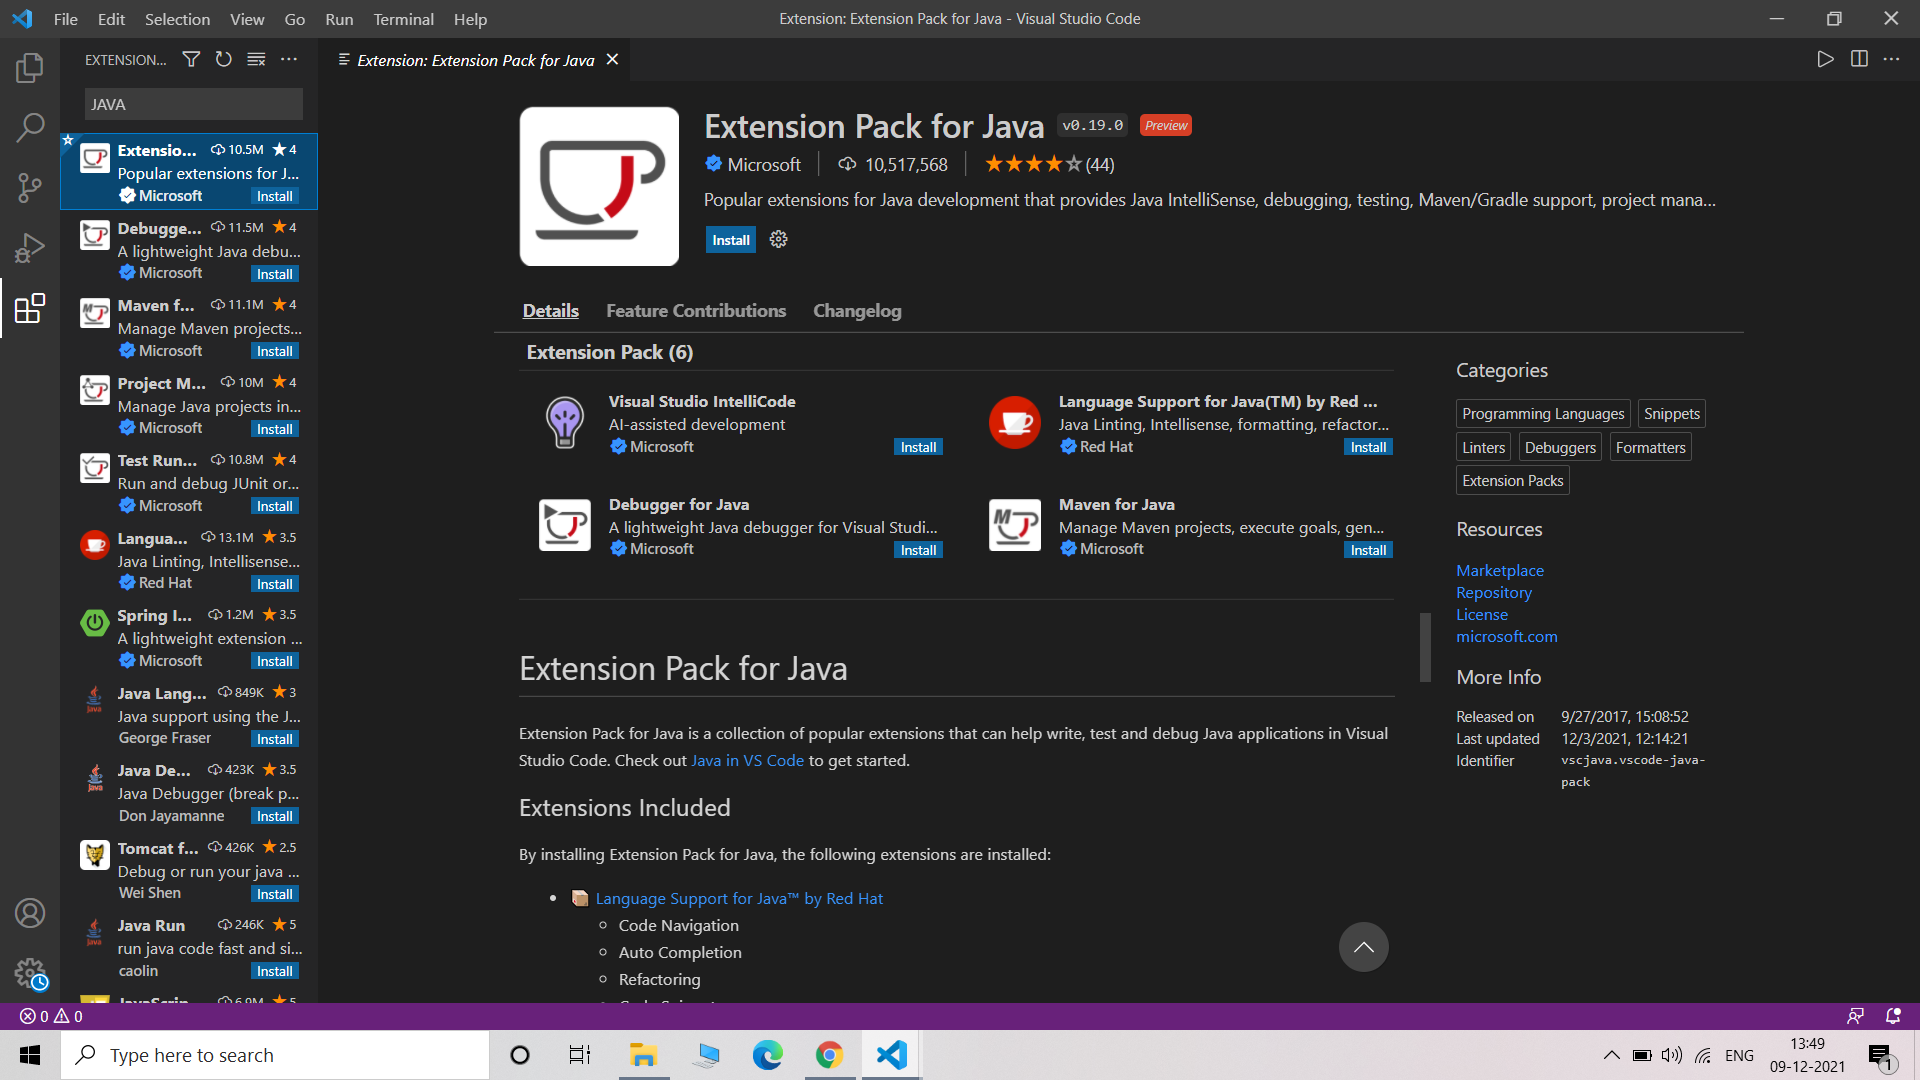 File Edit Selection View Go Run Terminal Help
Extension: Extension Pack for Java - Visual Studio Code
EXTENSION...
JAVA
Extensio... 10.5M ★ 4
Popular extensions for J...
Microsoft Install
Debugge... 11.5M ★ 4
A lightweight Java debu...
Microsoft Install
Maven f... 11.1M ★ 4
Manage Maven projects...
Microsoft Install
Project M... 10M ★ 4
Manage Java projects in...
Microsoft Install
Test Run... 10.8M ★ 4
Run and debug JUnit or...
Microsoft Install
Langua... 13.1M ★ 3.5
Java Linting, Intellisense...
Red Hat Install
Spring I... 1.2M ★ 3.5
A lightweight extension ...
Microsoft Install
Java Lang... 849K ★ 3
Java support using the J...
George Fraser Install
Java De... 423K ★ 3.5
Java Debugger (break p...
Don Jayamanne Install
Tomcat f... 426K ★ 2.5
Debug or run your java ...
Wei Shen Install
Java Run 246K ★ 5
run java code fast and si...
caolin Install
Extension: Extension Pack for Java
Extension Pack for Java v0.19.0 Preview
Microsoft 10,517,568 (44)
Popular extensions for Java development that provides Java IntelliSense, debugging, testing, Maven/Gradle support, project mana...
Install
Details Feature Contributions Changelog
Extension Pack (6)
Visual Studio IntelliCode
AI-assisted development
Microsoft Install
Language Support for Java(TM) by Red ...
Java Linting, Intellisense, formatting, refactor...
Red Hat Install
Debugger for Java
A lightweight Java debugger for Visual Studi...
Microsoft Install
Maven for Java
Manage Maven projects, execute goals, gen...
Microsoft Install
Extension Pack for Java
Extension Pack for Java is a collection of popular extensions that can help write, test and debug Java applications in Visual
Studio Code. Check out Java in VS Code to get started.
Extensions Included
By installing Extension Pack for Java, the following extensions are installed:
Language Support for Java™ by Red Hat
Code Navigation
Auto Completion
Refactoring
Categories
Programming Languages Snippets
Linters Debuggers Formatters
Extension Packs
Resources
Marketplace
Repository
License
microsoft.com
More Info
Released on 9/27/2017, 15:08:52
Last updated 12/3/2021, 12:14:21
Identifier vscjava.vscode-java-
pack
0 0
Type here to search
ENG
13:49
09-12-2021
1